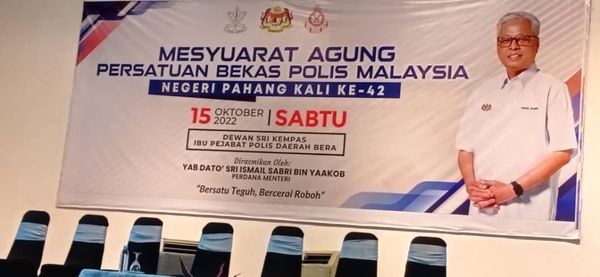 MESYUARAT AGUNG
PERSATUAN BEKAS POLIS MALAYSIA
NEGERI PAHANG KALI KE-42
15 OKTOBER 2022 | SABTU
DEWAN SRI KEMPAS
IBU PEJABAT POLIS DAERAH BERA
Dirasmikan Oleh:
YAB DATO' SRI ISMAIL SABRI BIN YAAKOB
PERDANA MENTERI
"Bersatu Teguh, Bercerai Roboh"